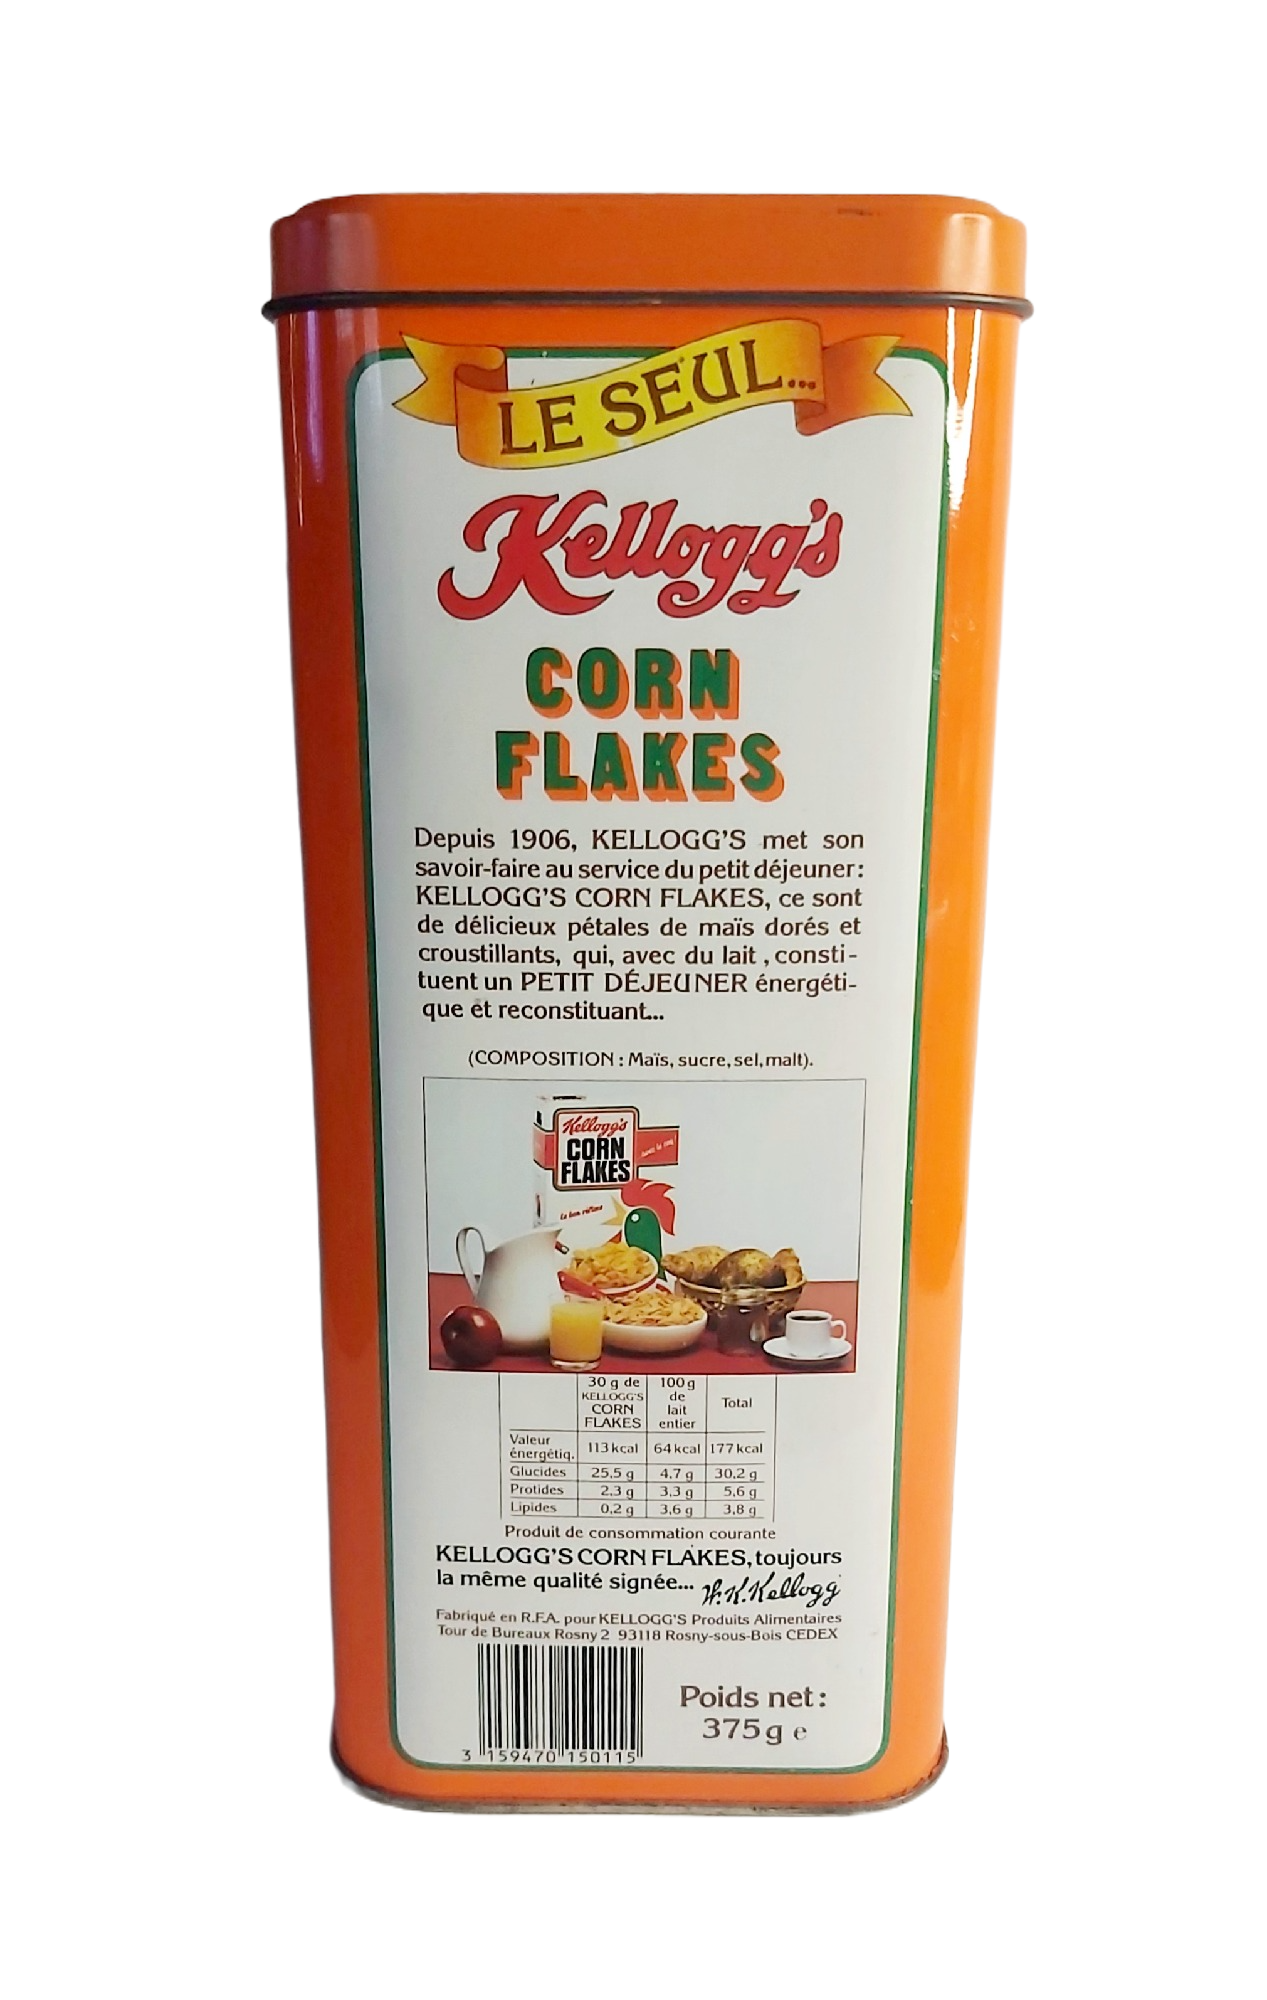 LE SEUL...
Kellogg's
CORN
FLAKES
Depuis 1906, KELLOGG'S met son
savoir-faire au service du petit déjeuner:
KELLOGG'S CORN FLAKES, ce sont
de délicieux pétales de maïs dorés et
croustillants, qui, avec du lait , consti-
tuent un PETIT DÉJEUNER énergéti-
que et reconstituant...
(COMPOSITION : Maïs, sucre, sel, malt).
Kellogg's
CORN
FLAKES
30 g de KELLOGG'S CORN FLAKES 100 g de lait entier Total
Valeur énergétiq. 113 kcal 64 kcal 177 kcal
Glucides 25,5 g 4,7 g 30,2 g
Protides 2,3 g 3,3 g 5,6 g
Lipides 0,2 g 3,6 g 3,8 g
Produit de consommation courante
KELLOGG'S CORN FLAKES, toujours
la même qualité signée... W.K.Kellogg
Fabriqué en R.F.A. pour KELLOGG'S Produits Alimentaires
Tour de Bureaux Rosny 2 93118 Rosny-sous-Bois CEDEX
3 159470 150115
Poids net :
375 g e